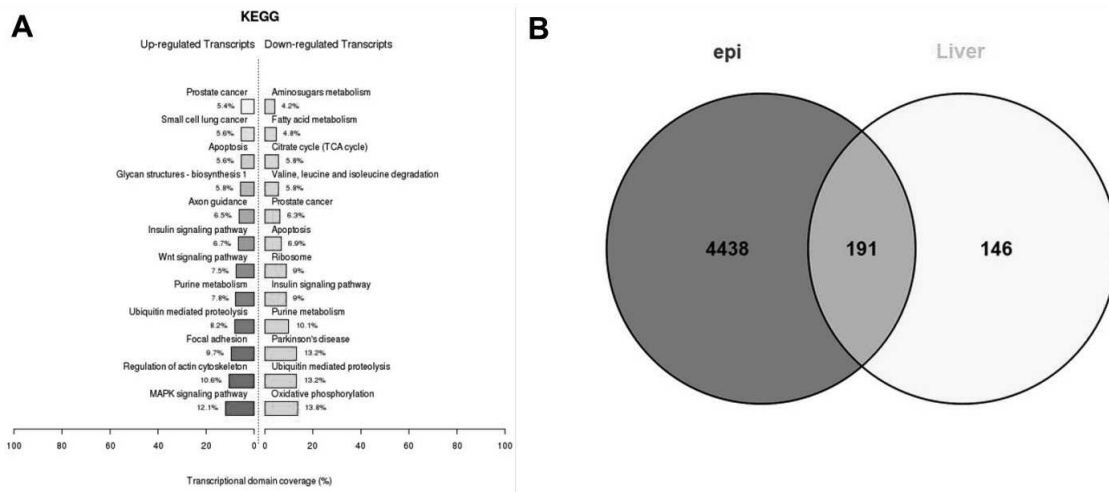 A
KEGG
Up-regulated Transcripts
Down-regulated Transcripts
Prostate cancer
5.4%
Aminosugars metabolism
4.2%
Small cell lung cancer
5.6%
Fatty acid metabolism
4.8%
Apoptosis
5.6%
Citrate cycle (TCA cycle)
5.8%
Glycan structures - biosynthesis 1
5.8%
Valine, leucine and isoleucine degradation
5.8%
Axon guidance
6.5%
Prostate cancer
6.3%
Insulin signaling pathway
6.7%
Apoptosis
6.9%
Wnt signaling pathway
7.5%
Ribosome
9%
Purine metabolism
7.8%
Insulin signaling pathway
9%
Ubiquitin mediated proteolysis
8.2%
Purine metabolism
10.1%
Focal adhesion
9.7%
Parkinson's disease
13.2%
Regulation of actin cytoskeleton
10.6%
Ubiquitin mediated proteolysis
13.2%
MAPK signaling pathway
12.1%
Oxidative phosphorylation
13.8%
100 80 60 40 20 0 0 20 40 60 80 100
Transcriptional domain coverage (%)
B
epi
Liver
4438
191
146